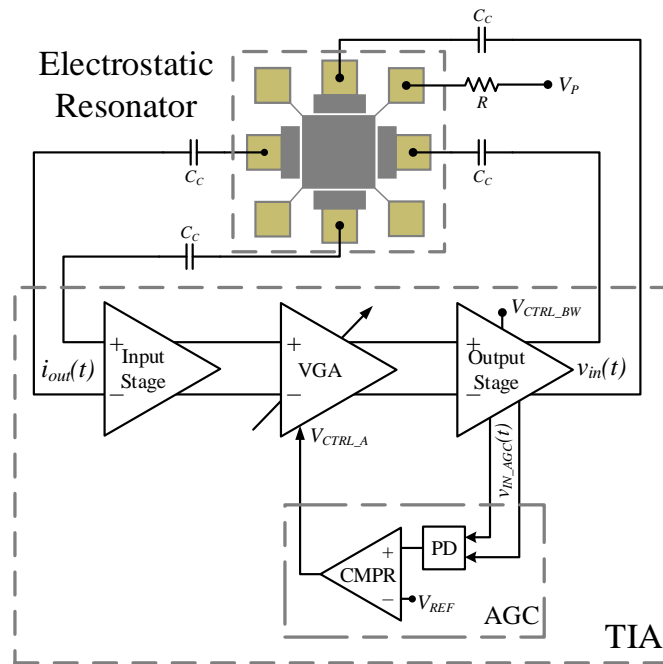 C_C
Electrostatic
Resonator
R
V_P
C_C
C_C
C_C
+
Input
Stage
−
i_out(t)
+
VGA
−
V_CTRL_A
V_CTRL_BW
+
Output
Stage
−
v_in(t)
v_IN_AGC(t)
+
CMPR
−
PD
V_REF
AGC
TIA